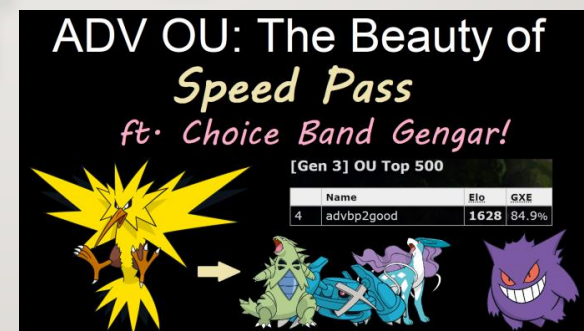 ADV OU: The Beauty of
Speed Pass
ft. Choice Band Gengar!
[Gen 3] OU Top 500
Name Elo GXE
4 advbp2good 1628 84.9%